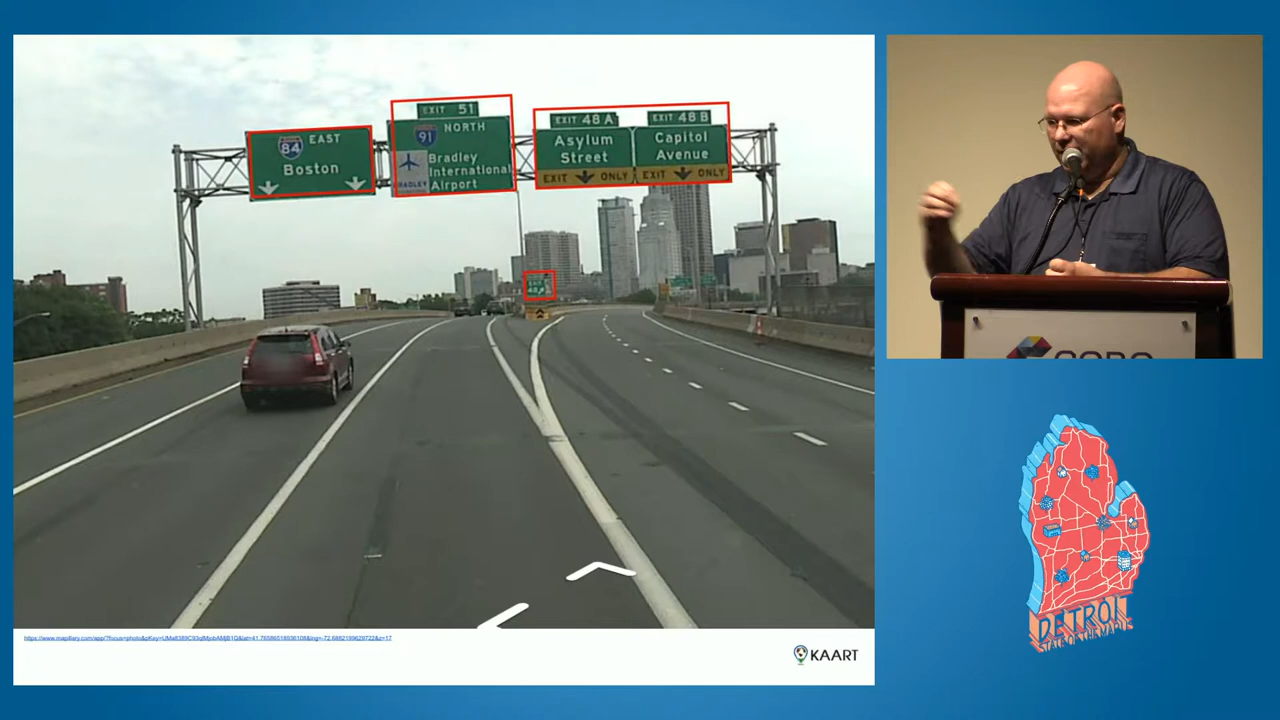 EAST
84
Boston
EXIT 51
91 NORTH
Bradley
International
Airport
BRADLEY
EXIT 48 A
Asylum
Street
EXIT ONLY
EXIT 48 B
Capitol
Avenue
EXIT ONLY
KAART
DETROIT
STATE OF THE MAP US